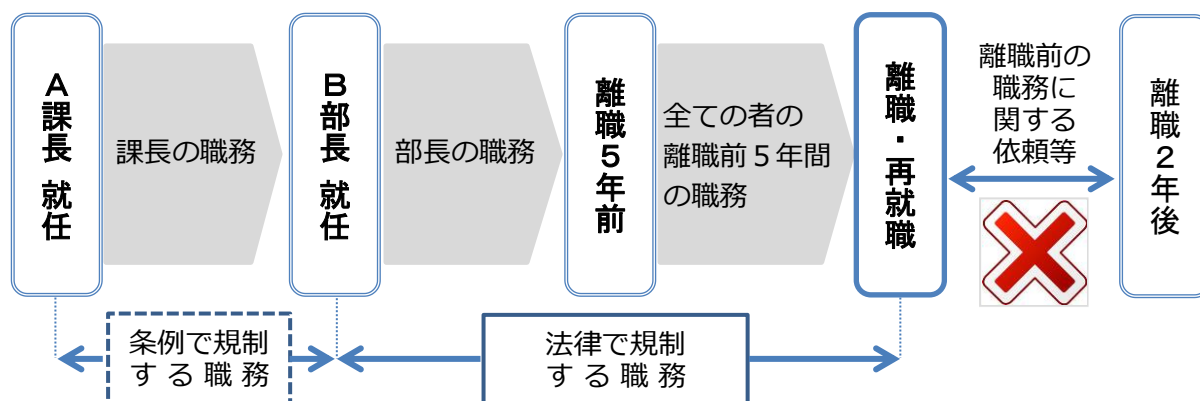 A課長 就任
課長の職務
B部長 就任
部長の職務
離職5年前
全ての者の
離職前5年間
の職務
離職・再就職
離職前の
職務に
関する
依頼等
離職2年後
条例で規制
する職務
法律で規制
する職務